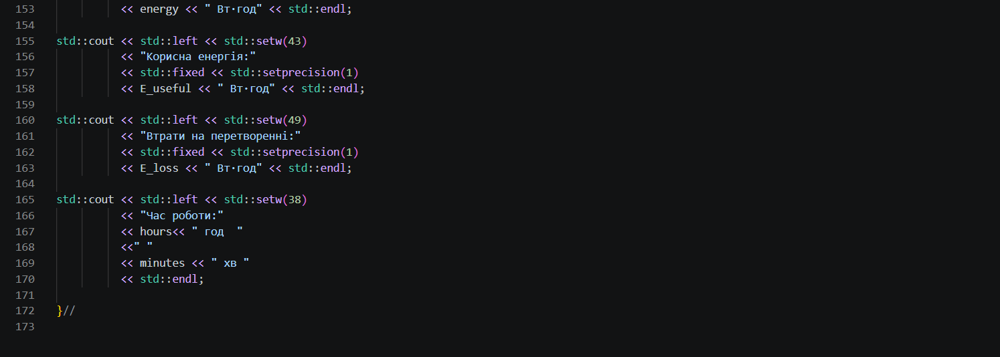 153 << energy << " Вт·год" << std::endl;
154
155 std::cout << std::left << std::setw(43)
156 << "Корисна енергія:"
157 << std::fixed << std::setprecision(1)
158 << E_useful << " Вт·год" << std::endl;
159
160 std::cout << std::left << std::setw(49)
161 << "Втрати на перетворенні:"
162 << std::fixed << std::setprecision(1)
163 << E_loss << " Вт·год" << std::endl;
164
165 std::cout << std::left << std::setw(38)
166 << "Час роботи:"
167 << hours<< " год  "
168 <<" "
169 << minutes << " хв "
170 << std::endl;
171
172 }//
173